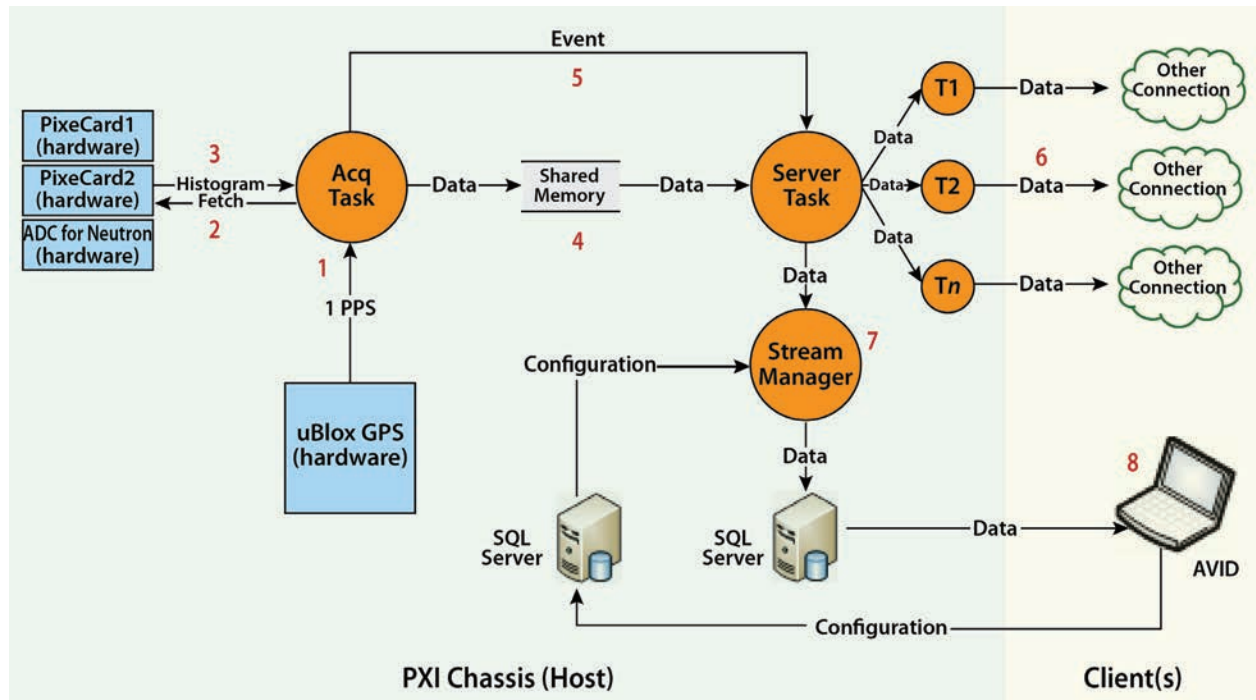 Event
5
PixeCard1
(hardware)
PixeCard2
(hardware)
ADC for Neutron
(hardware)
3
Histogram
Fetch
2
Acq
Task
Data
Shared
Memory
4
Data
Server
Task
Data
Data
Data
T1
T2
Tn
Data
6
Data
Data
Other
Connection
Other
Connection
Other
Connection
1
1 PPS
uBlox GPS
(hardware)
Data
Configuration
Stream
Manager
7
Data
SQL
Server
SQL
Server
Data
8
AVID
Configuration
PXI Chassis (Host)
Client(s)